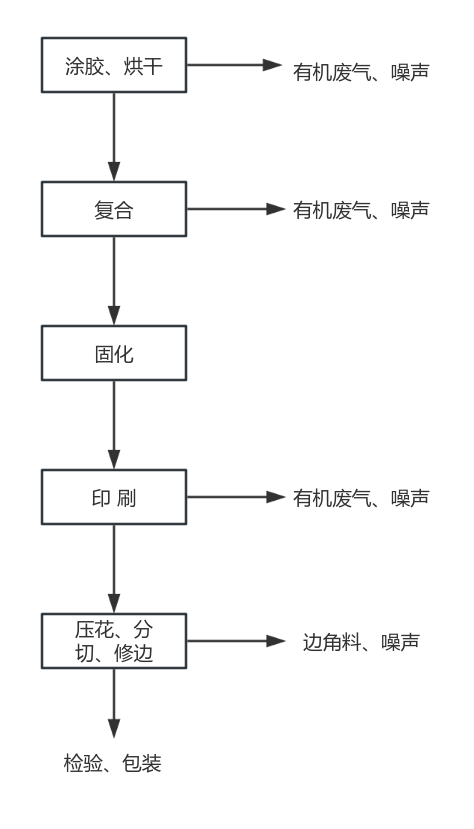 涂胶、烘干
有机废气、噪声
复合
有机废气、噪声
固化
印 刷
有机废气、噪声
压花、分
切、修边
边角料、噪声
检验、包装